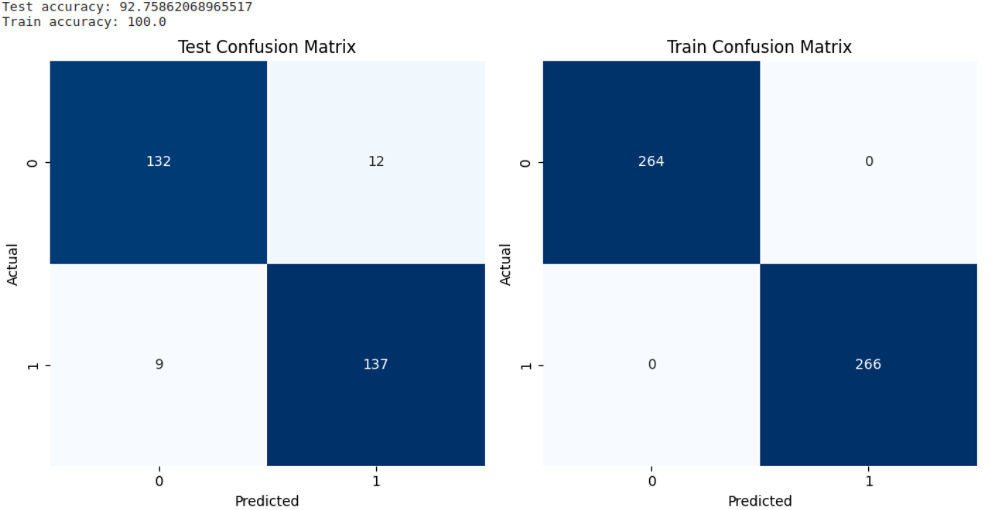 Test accuracy: 92.75862068965517
Train accuracy: 100.0
Test Confusion Matrix
Train Confusion Matrix
0
132
12
0
264
0
Actual
Actual
1
9
137
1
0
266
0
1
0
1
Predicted
Predicted